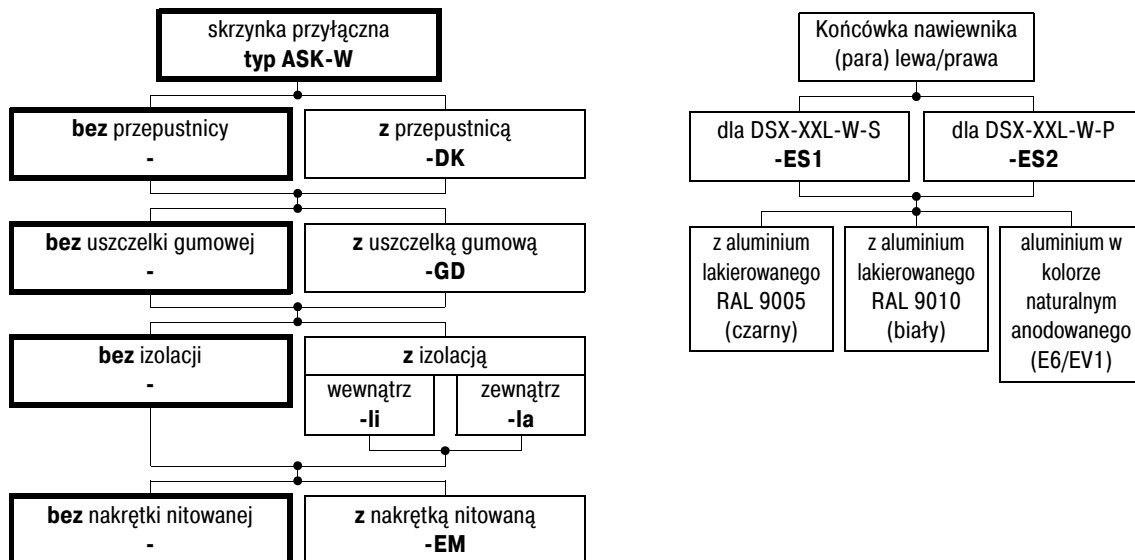 skrzynka przyłączna
typ ASK-W
bez przepustnicy
-
z przepustnicą
-DK
bez uszczelki gumowej
-
z uszczelką gumową
-GD
bez izolacji
-
z izolacją
wewnątrz
-li
zewnątrz
-la
bez nakrętki nitowanej
-
z nakrętką nitowaną
-EM
Końcówka nawiewnika
(para) lewa/prawa
dla DSX-XXL-W-S
-ES1
dla DSX-XXL-W-P
-ES2
z aluminium
lakierowanego
RAL 9005
(czarny)
z aluminium
lakierowanego
RAL 9010
(biały)
aluminium w
kolorze
naturalnym
anodowanego
(E6/EV1)